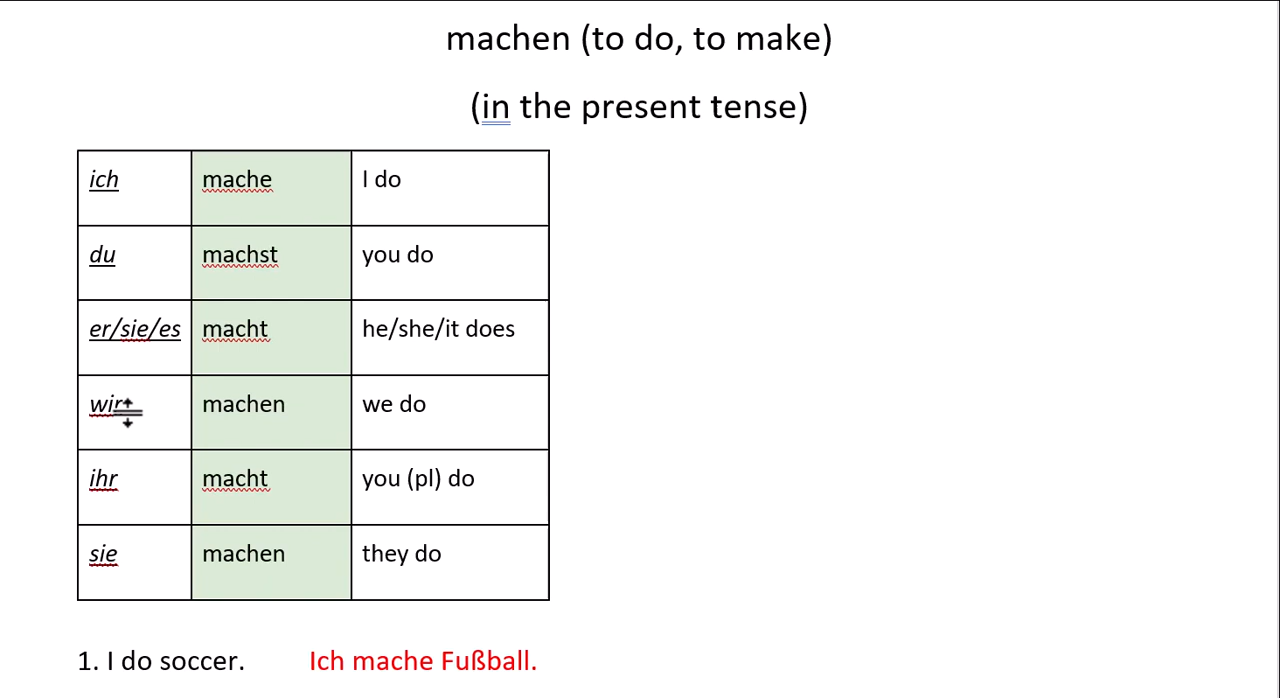 machen (to do, to make)
(in the present tense)
ich mache I do
du machst you do
er/sie/es macht he/she/it does
wir machen we do
ihr macht you (pl) do
sie machen they do
1. I do soccer. Ich mache Fußball.